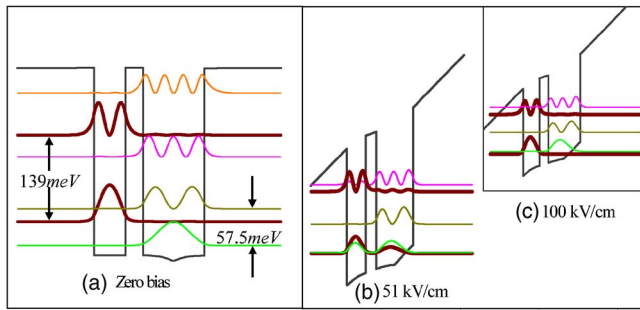 139meV
57.5meV
(a) Zero bias
(b) 51 kV/cm
(c) 100 kV/cm